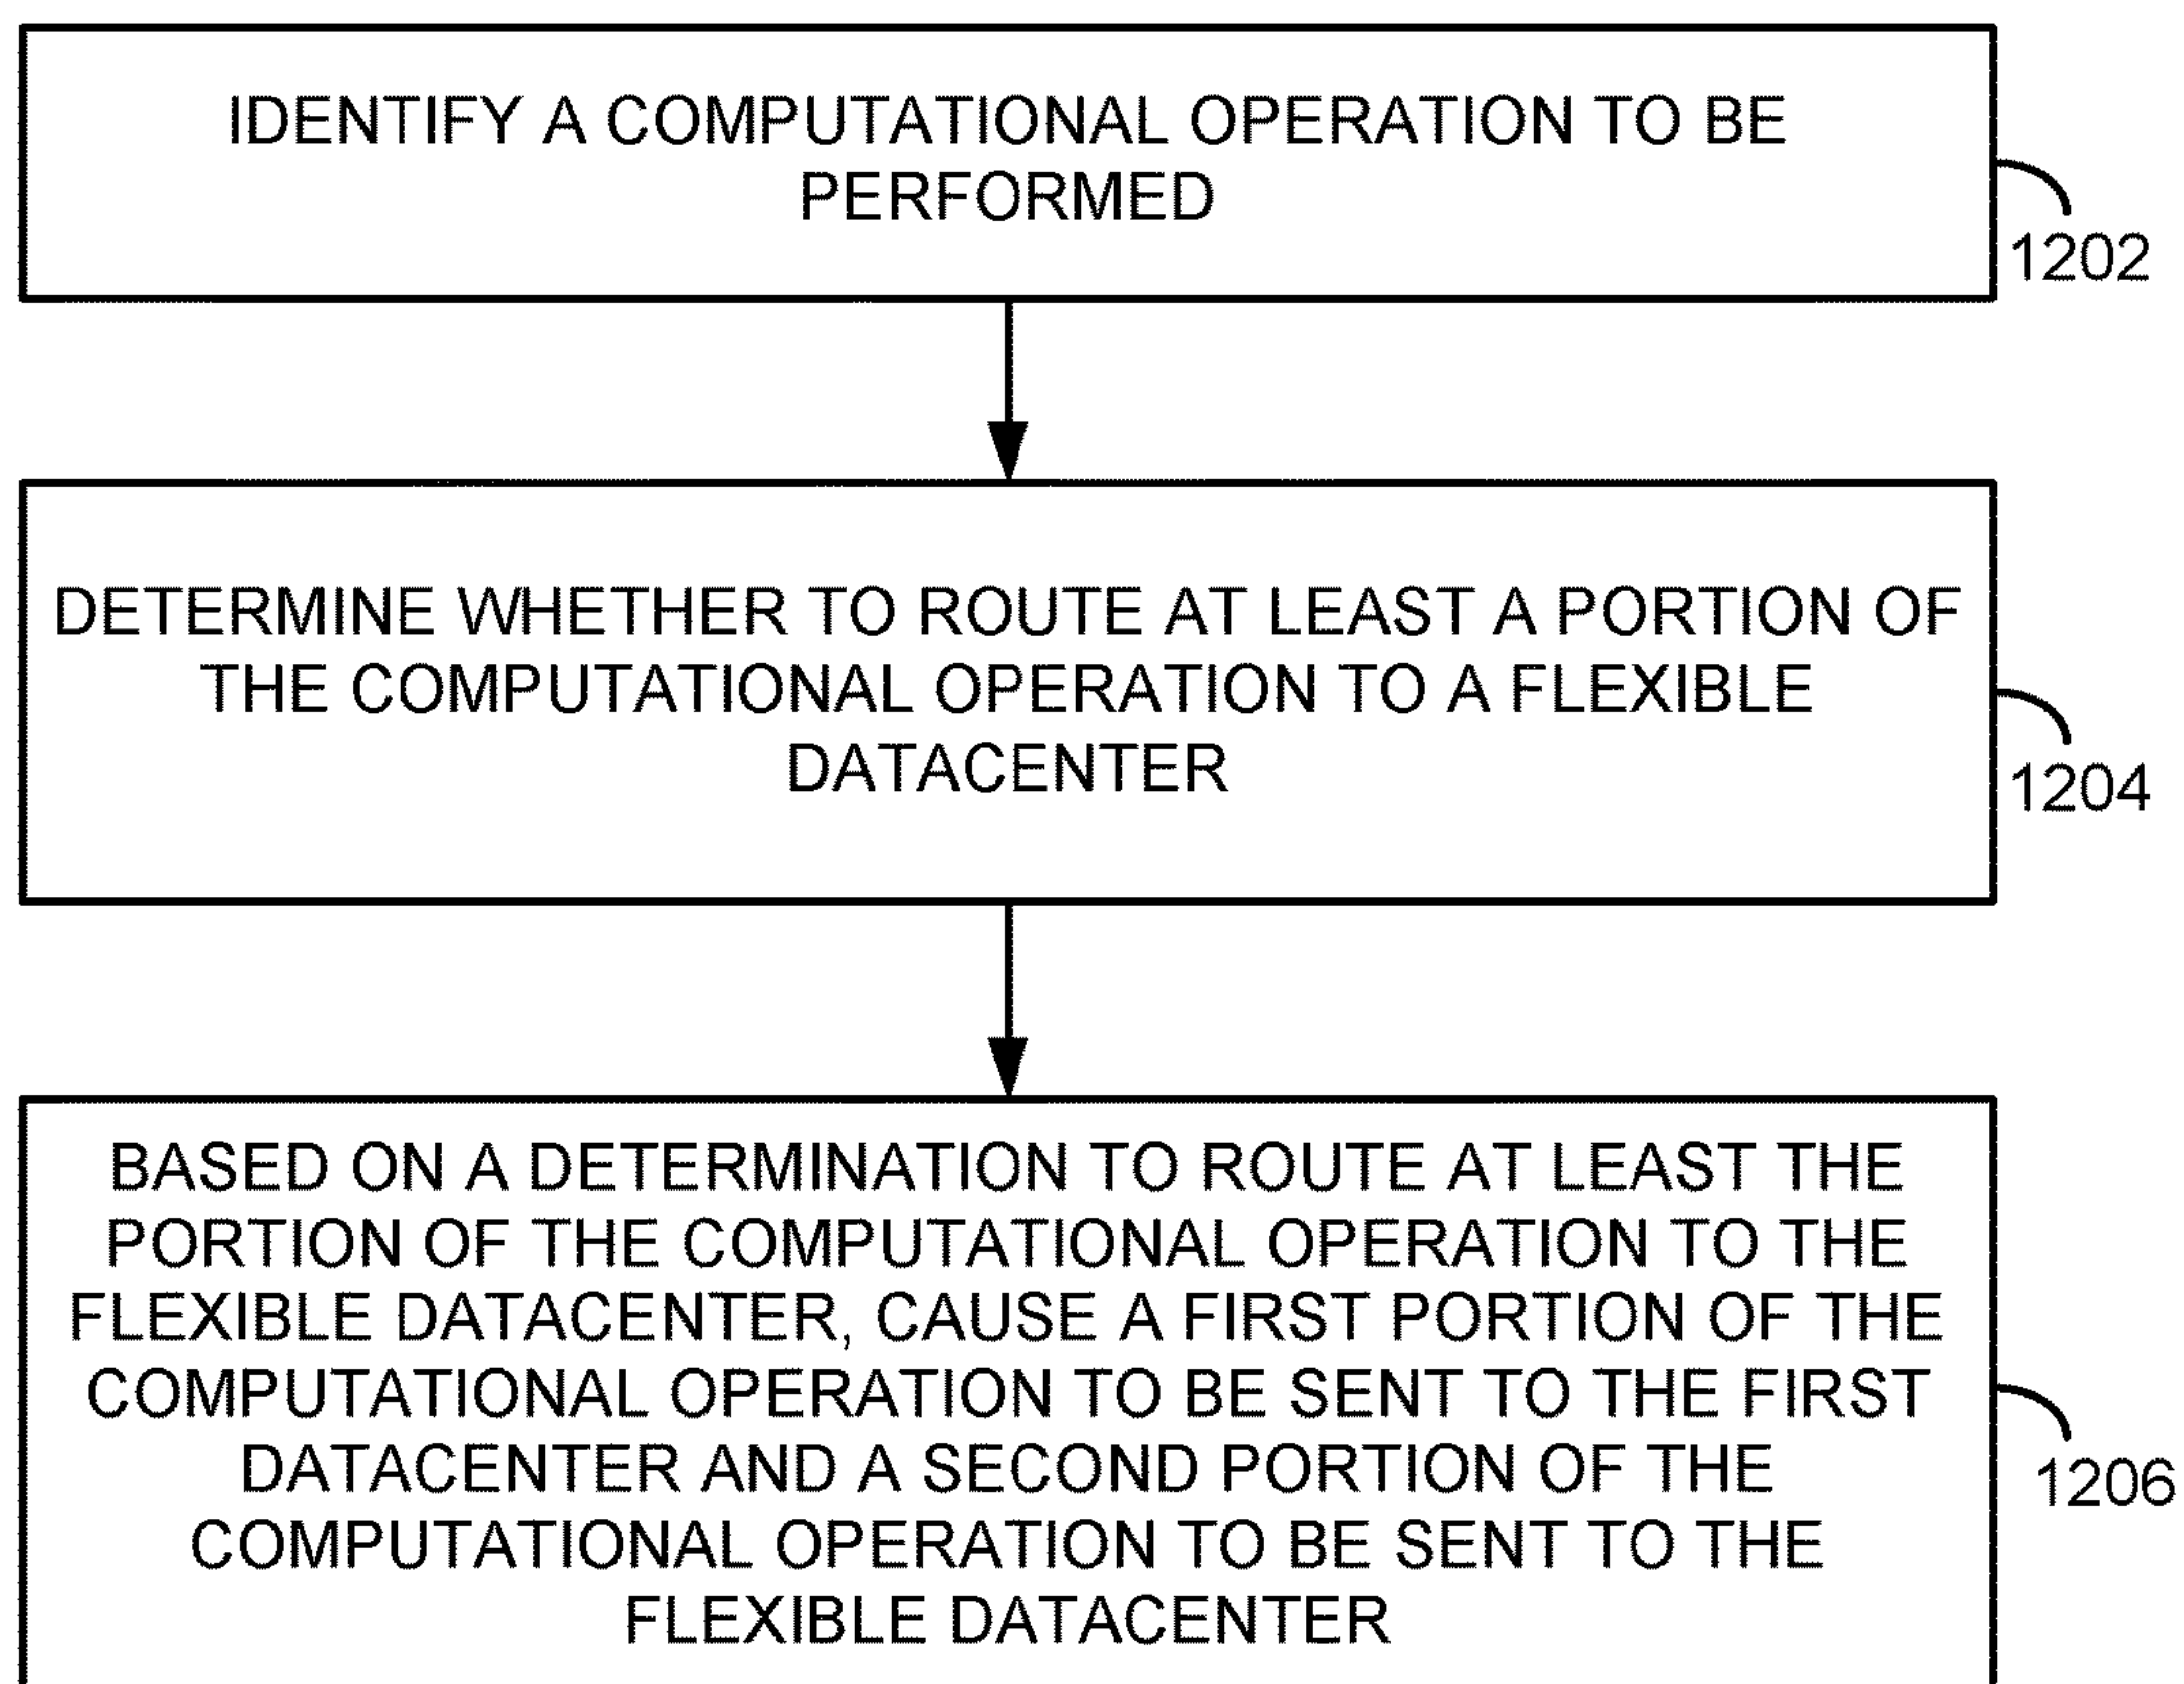 IDENTIFY A COMPUTATIONAL OPERATION TO BE
PERFORMED
1202
DETERMINE WHETHER TO ROUTE AT LEAST A PORTION OF
THE COMPUTATIONAL OPERATION TO A FLEXIBLE
DATACENTER
1204
BASED ON A DETERMINATION TO ROUTE AT LEAST THE
PORTION OF THE COMPUTATIONAL OPERATION TO THE
FLEXIBLE DATACENTER, CAUSE A FIRST PORTION OF THE
COMPUTATIONAL OPERATION TO BE SENT TO THE FIRST
DATACENTER AND A SECOND PORTION OF THE
COMPUTATIONAL OPERATION TO BE SENT TO THE
FLEXIBLE DATACENTER
1206